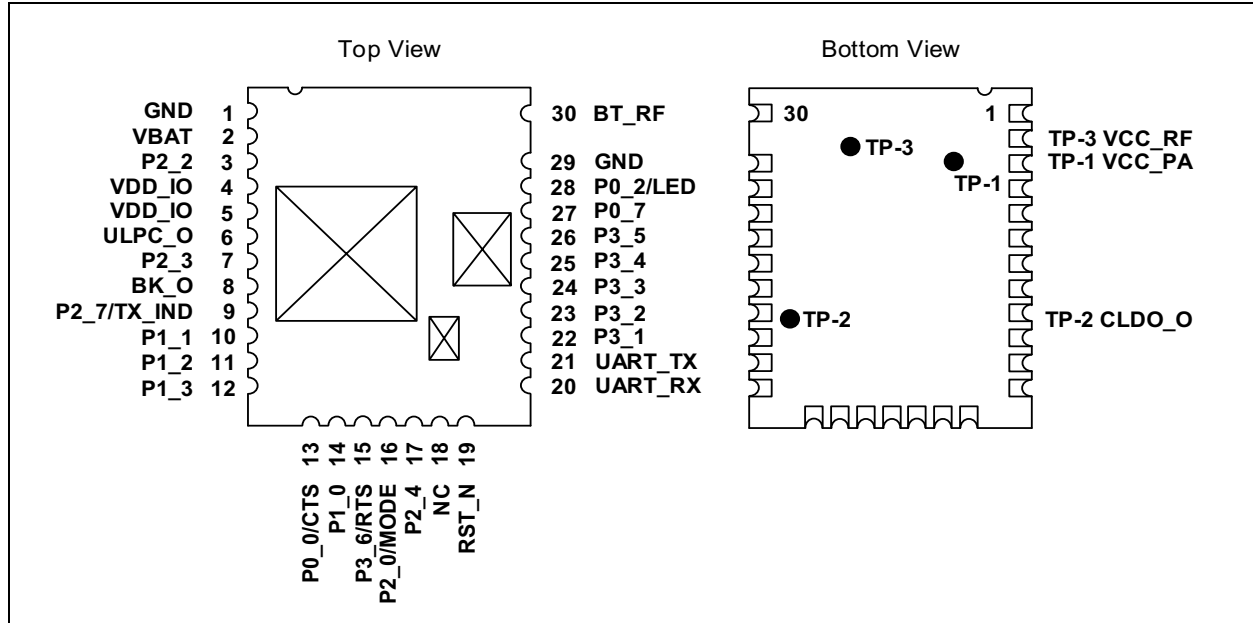 Top View
GND 1
VBAT 2
P2_2 3
VDD_IO 4
VDD_IO 5
ULPC_O 6
P2_3 7
BK_O 8
P2_7/TX_IND 9
P1_1 10
P1_2 11
P1_3 12
13 P0_0/CTS
14 P1_0
15 P3_6/RTS
16 P2_0/MODE
17 P2_4
18 NC
19 RST_N
30 BT_RF
29 GND
28 P0_2/LED
27 P0_7
26 P3_5
25 P3_4
24 P3_3
23 P3_2
22 P3_1
21 UART_TX
20 UART_RX
Bottom View
30 1
TP-3
TP-1
TP-2
TP-3 VCC_RF
TP-1 VCC_PA
TP-2 CLDO_O